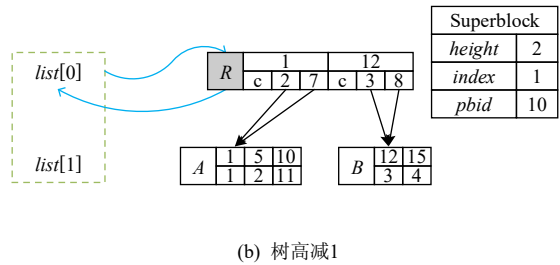 Superblock
height 2
index 1
pbid 10
list[0]
R 1 12
c 2 7 c 3 8
list[1]
A 1 5 10
1 2 11
B 12 15
3 4
(b) 树高减1